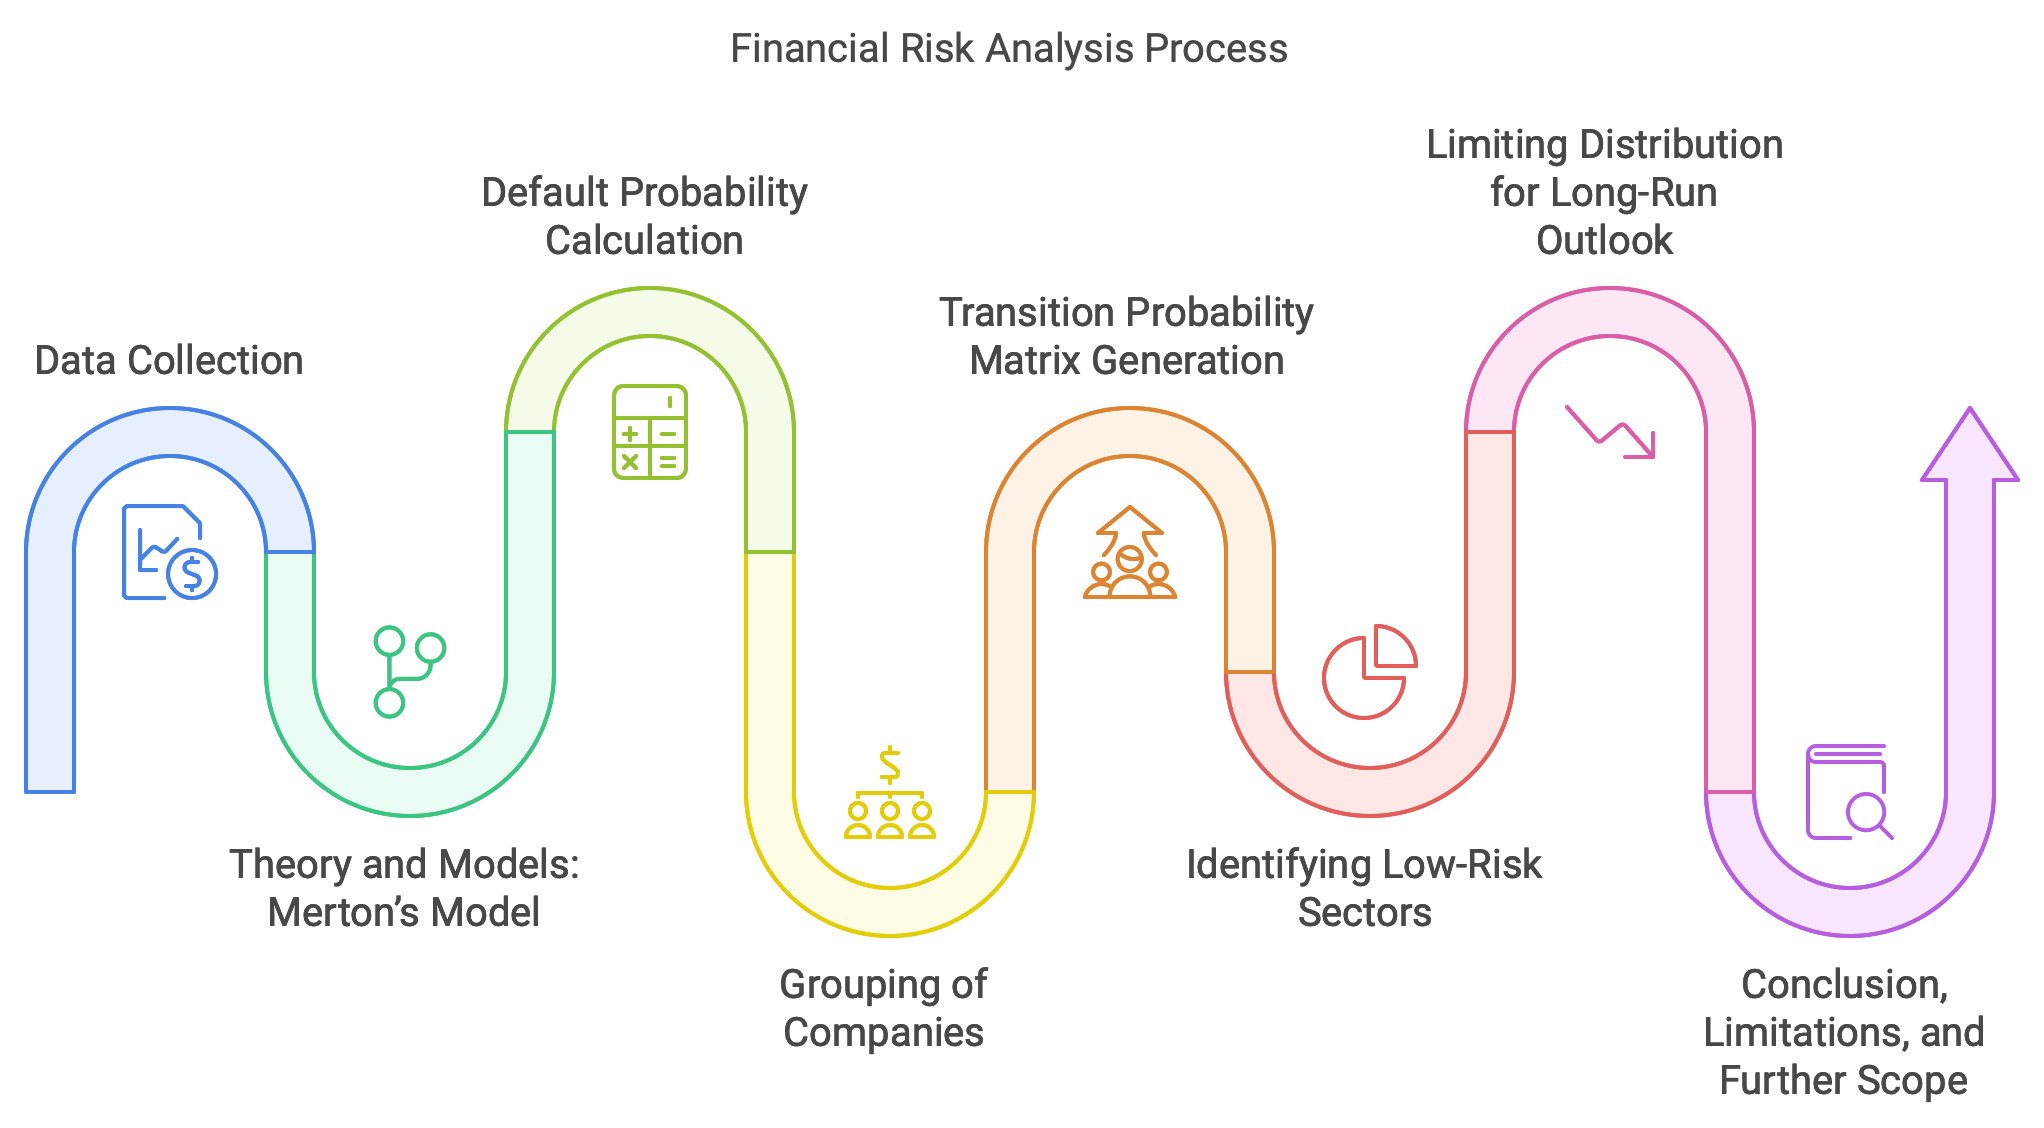 Financial Risk Analysis Process
Data Collection
Theory and Models:
Merton’s Model
Default Probability
Calculation
Grouping of
Companies
Transition Probability
Matrix Generation
Identifying Low-Risk
Sectors
Limiting Distribution
for Long-Run
Outlook
Conclusion,
Limitations, and
Further Scope